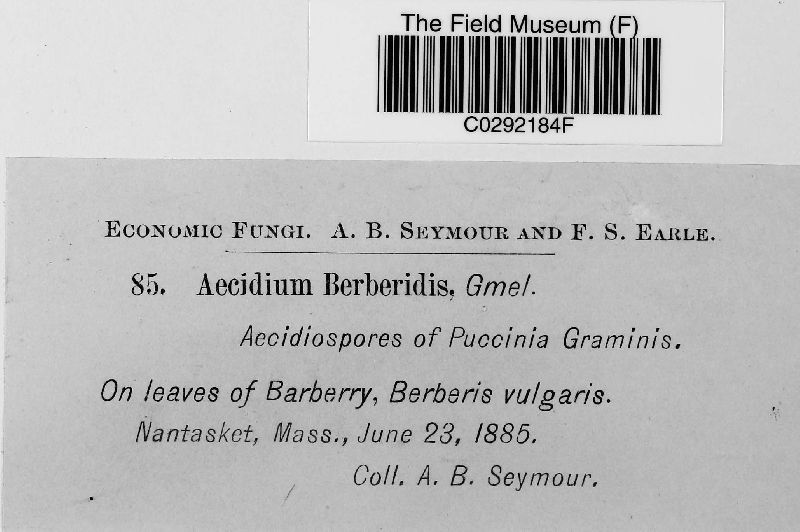 The Field Museum (F)
C0292184F
ECONOMIC FUNGI. A. B. SEYMOUR AND F. S. EARLE.
85. Aecidium Berberidis, Gmel.
Aecidiospores of Puccinia Graminis.
On leaves of Barberry, Berberis vulgaris.
Nantasket, Mass., June 23, 1885.
Coll. A. B. Seymour.